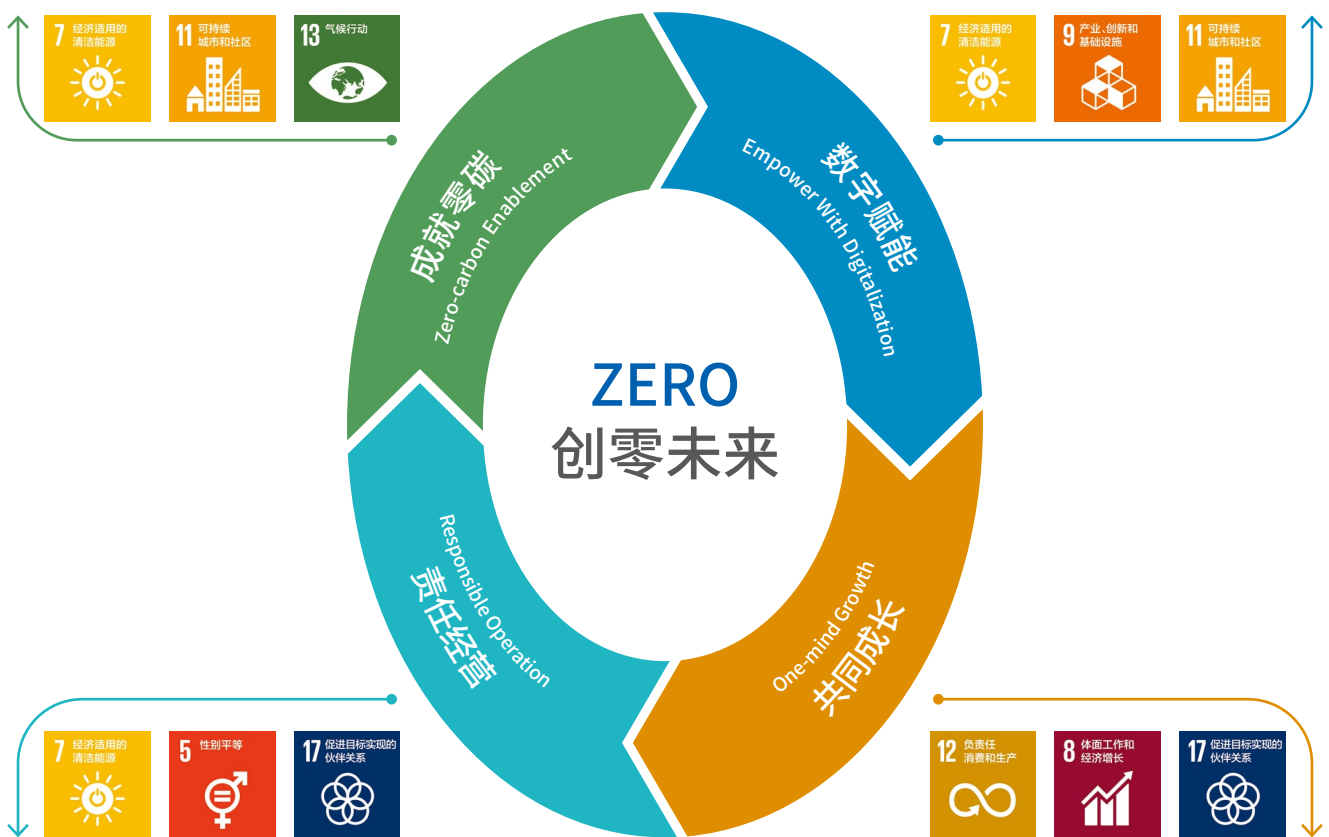 7 经济适用的
清洁能源
11 可持续
城市和社区
13 气候行动
7 经济适用的
清洁能源
9 产业、创新和
基础设施
11 可持续
城市和社区
成就零碳
Zero-carbon Enablement
数字赋能
Empower With Digitalization
ZERO
创零未来
Responsible Operation
责任经营
One-mind Growth
共同成长
7 经济适用的
清洁能源
5 性别平等
17 促进目标实现的
伙伴关系
12 负责任
消费和生产
8 体面工作和
经济增长
17 促进目标实现的
伙伴关系